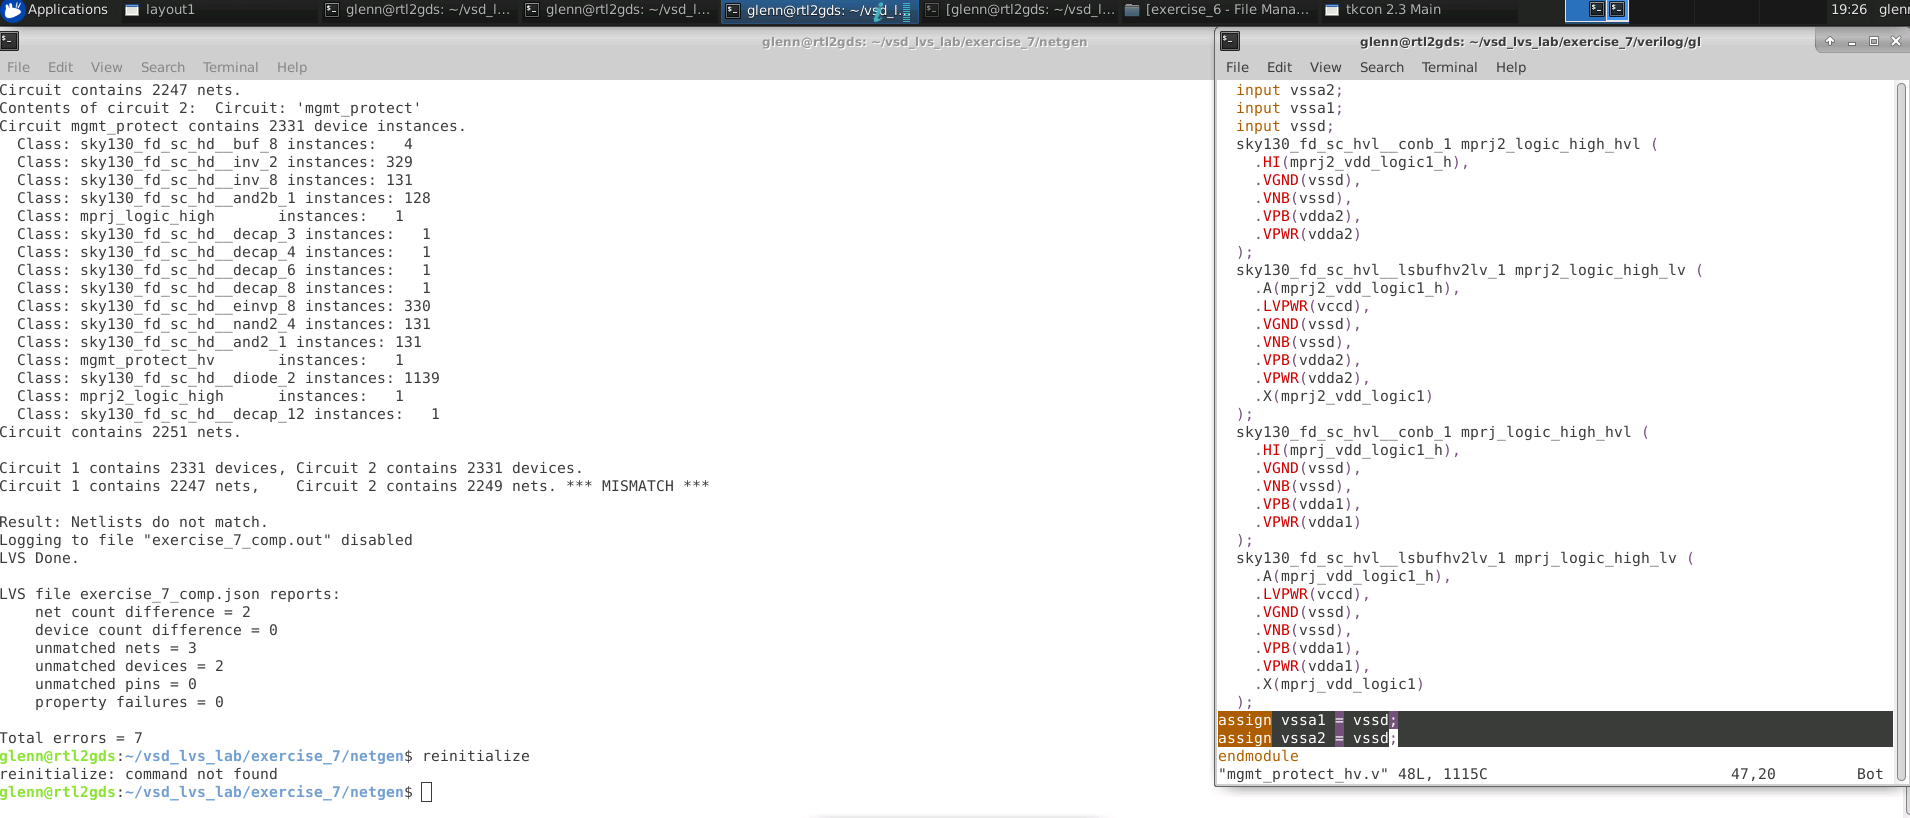 Applications
layout1
glenn@rtl2gds: ~/vsd_l...
glenn@rtl2gds: ~/vsd_l...
glenn@rtl2gds: ~/vsd_l...
[glenn@rtl2gds: ~/vsd_l...
[exercise_6 - File Mana...
tkcon 2.3 Main
19:26
glenn
glenn@rtl2gds: ~/vsd_lvs_lab/exercise_7/netgen
File Edit View Search Terminal Help
Circuit contains 2247 nets.
Contents of circuit 2:  Circuit: 'mgmt_protect'
Circuit mgmt_protect contains 2331 device instances.
  Class: sky130_fd_sc_hd__buf_8 instances:   4
  Class: sky130_fd_sc_hd__inv_2 instances: 329
  Class: sky130_fd_sc_hd__inv_8 instances: 131
  Class: sky130_fd_sc_hd__and2b_1 instances: 128
  Class: mprj_logic_high       instances:   1
  Class: sky130_fd_sc_hd__decap_3 instances:   1
  Class: sky130_fd_sc_hd__decap_4 instances:   1
  Class: sky130_fd_sc_hd__decap_6 instances:   1
  Class: sky130_fd_sc_hd__decap_8 instances:   1
  Class: sky130_fd_sc_hd__einvp_8 instances: 330
  Class: sky130_fd_sc_hd__nand2_4 instances: 131
  Class: sky130_fd_sc_hd__and2_1 instances: 131
  Class: mgmt_protect_hv       instances:   1
  Class: sky130_fd_sc_hd__diode_2 instances: 1139
  Class: mprj2_logic_high      instances:   1
  Class: sky130_fd_sc_hd__decap_12 instances:   1
Circuit contains 2251 nets.
Circuit 1 contains 2331 devices, Circuit 2 contains 2331 devices.
Circuit 1 contains 2247 nets,    Circuit 2 contains 2249 nets. *** MISMATCH ***
Result: Netlists do not match.
Logging to file "exercise_7_comp.out" disabled
LVS Done.
LVS file exercise_7_comp.json reports:
    net count difference = 2
    device count difference = 0
    unmatched nets = 3
    unmatched devices = 2
    unmatched pins = 0
    property failures = 0
Total errors = 7
glenn@rtl2gds:~/vsd_lvs_lab/exercise_7/netgen$ reinitialize
reinitialize: command not found
glenn@rtl2gds:~/vsd_lvs_lab/exercise_7/netgen$
glenn@rtl2gds: ~/vsd_lvs_lab/exercise_7/verilog/gl
File Edit View Search Terminal Help
  input vssa2;
  input vssa1;
  input vssd;
  sky130_fd_sc_hvl__conb_1 mprj2_logic_high_hvl (
    .HI(mprj2_vdd_logic1_h),
    .VGND(vssd),
    .VNB(vssd),
    .VPB(vdda2),
    .VPWR(vdda2)
  );
  sky130_fd_sc_hvl__lsbufhv2lv_1 mprj2_logic_high_lv (
    .A(mprj2_vdd_logic1_h),
    .LVPWR(vccd),
    .VGND(vssd),
    .VNB(vssd),
    .VPB(vdda2),
    .VPWR(vdda2),
    .X(mprj2_vdd_logic1)
  );
  sky130_fd_sc_hvl__conb_1 mprj_logic_high_hvl (
    .HI(mprj_vdd_logic1_h),
    .VGND(vssd),
    .VNB(vssd),
    .VPB(vdda1),
    .VPWR(vdda1)
  );
  sky130_fd_sc_hvl__lsbufhv2lv_1 mprj_logic_high_lv (
    .A(mprj_vdd_logic1_h),
    .LVPWR(vccd),
    .VGND(vssd),
    .VNB(vssd),
    .VPB(vdda1),
    .VPWR(vdda1),
    .X(mprj_vdd_logic1)
  );
assign vssa1 = vssd;
assign vssa2 = vssd;
endmodule
"mgmt_protect_hv.v" 48L, 1115C 47,20 Bot